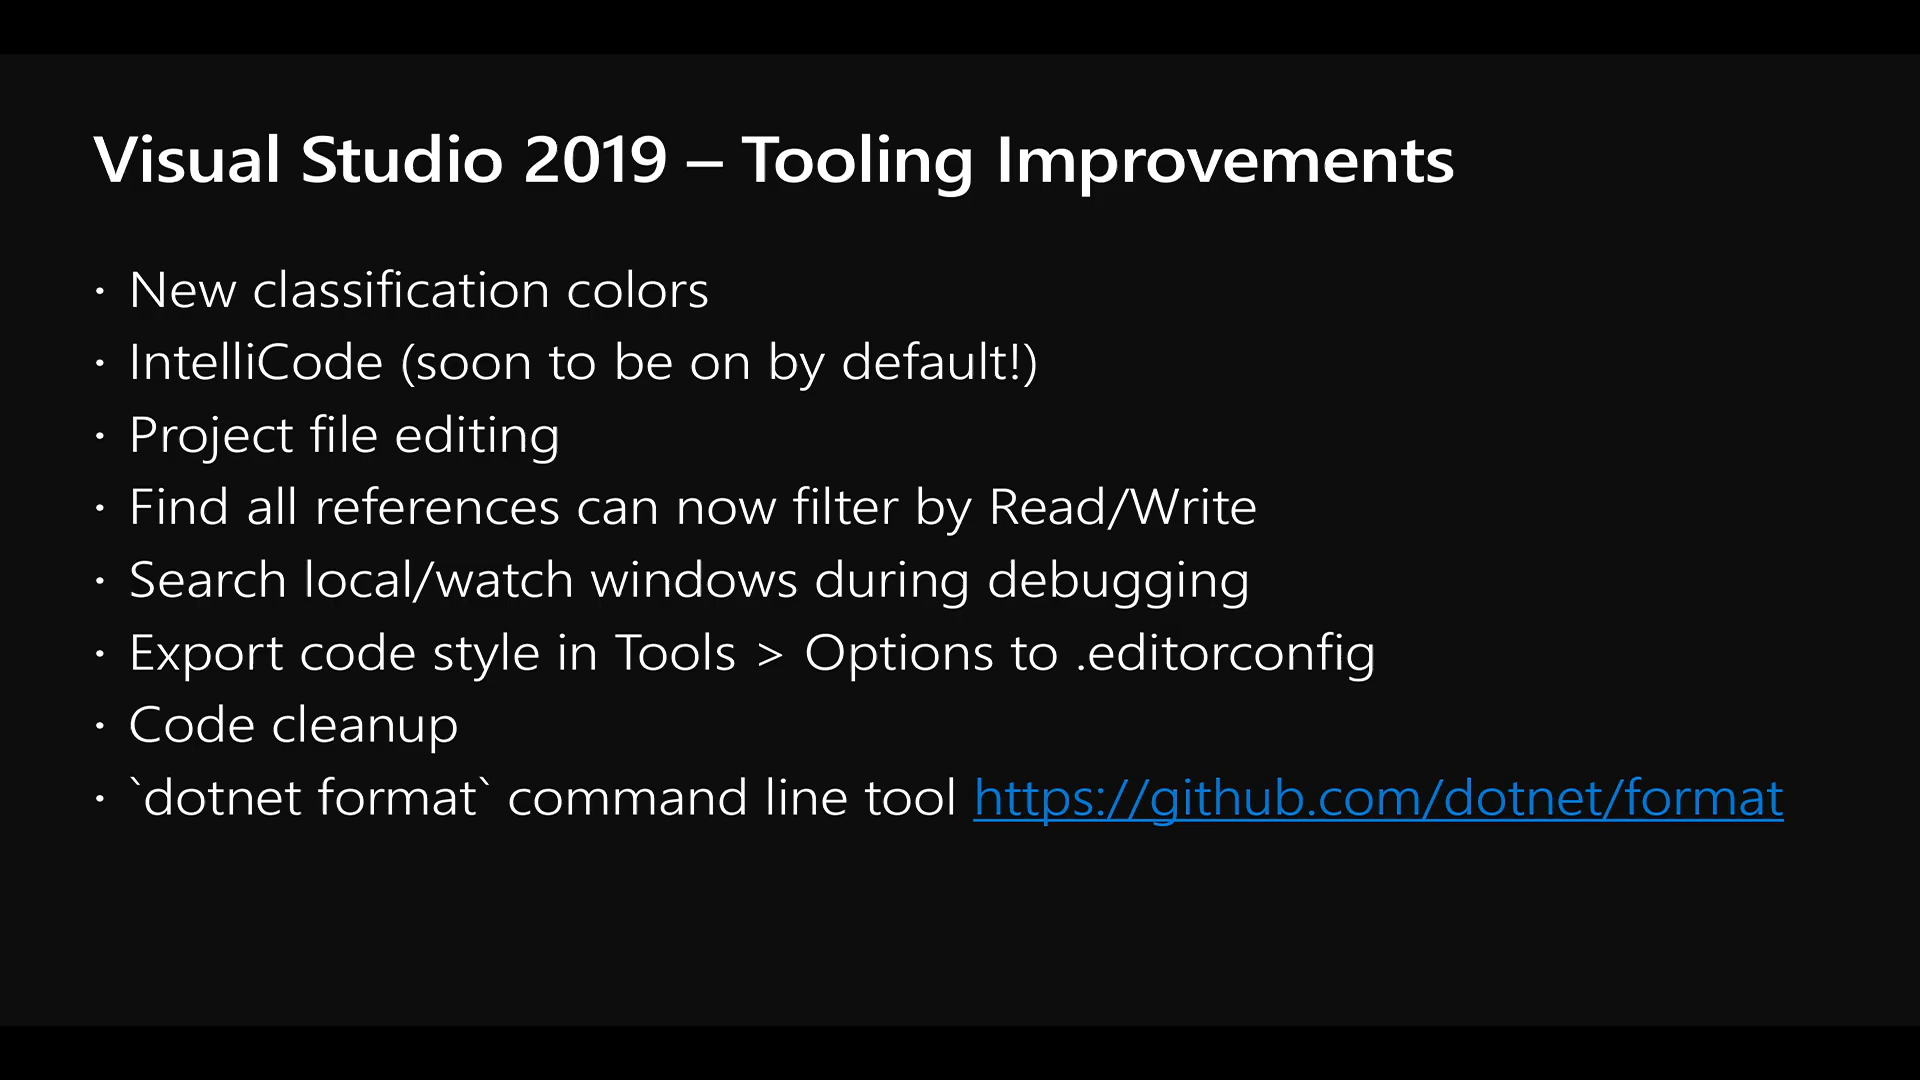 Visual Studio 2019 – Tooling Improvements
· New classification colors
· IntelliCode (soon to be on by default!)
· Project file editing
· Find all references can now filter by Read/Write
· Search local/watch windows during debugging
· Export code style in Tools > Options to .editorconfig
· Code cleanup
· `dotnet format` command line tool https://github.com/dotnet/format